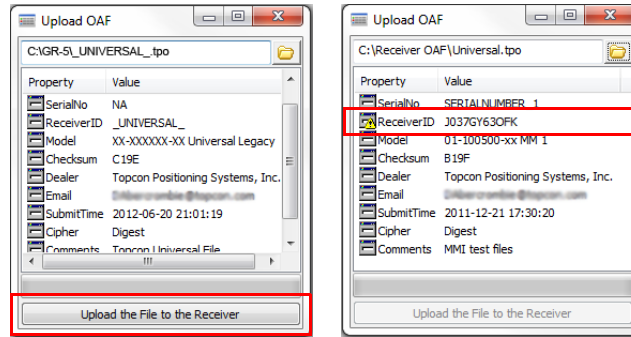 Upload OAF
C:\GR-5\_UNIVERSAL_.tpo
Property Value
SerialNo NA
ReceiverID _UNIVERSAL_
Model XX-XXXXXX-XX Universal Legacy
Checksum C19E
Dealer Topcon Positioning Systems, Inc.
Email
SubmitTime 2012-06-20 21:01:19
Cipher Digest
Comments Topcon Universal File
Upload the File to the Receiver
Upload OAF
C:\Receiver OAF\Universal.tpo
Property Value
SerialNo SERIALNUMBER_1
ReceiverID J037GY63OFK
Model 01-100500-xx MM 1
Checksum B19F
Dealer Topcon Positioning Systems, Inc.
Email
SubmitTime 2011-12-21 17:30:20
Cipher Digest
Comments MMI test files
Upload the File to the Receiver